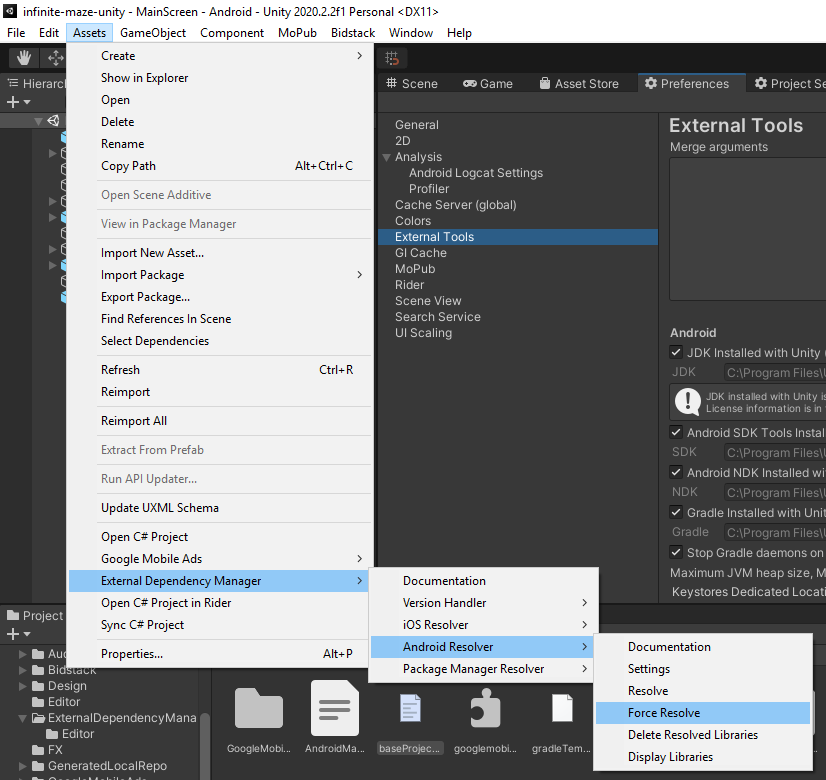 infinite-maze-unity - MainScreen - Android - Unity 2020.2.2f1 Personal <DX11>
File Edit Assets GameObject Component MoPub Bidstack Window Help
Hierarc
Create
Show in Explorer
Open
Delete
Rename
Copy Path Alt+Ctrl+C
Open Scene Additive
View in Package Manager
Import New Asset...
Import Package
Export Package...
Find References In Scene
Select Dependencies
Refresh Ctrl+R
Reimport
Reimport All
Extract From Prefab
Run API Updater...
Update UXML Schema
Open C# Project
Google Mobile Ads
External Dependency Manager
Open C# Project in Rider
Sync C# Project
Properties... Alt+P
Scene Game Asset Store Preferences Project Se
General
2D
Analysis
Android Logcat Settings
Profiler
Cache Server (global)
Colors
External Tools
GI Cache
MoPub
Rider
Scene View
Search Service
UI Scaling
External Tools
Merge arguments
Android
JDK Installed with Unity (
JDK C:\Program Files\U
JDK installed with Unity is
License information is in
Android SDK Tools Instal
SDK C:\Program Files\U
Android NDK Installed wi
NDK C:\Program Files\U
Gradle Installed with Unit
Gradle C:\Program Files\U
Stop Gradle daemons on
Maximum JVM heap size, M
Keystores Dedicated Locati
Documentation
Version Handler
iOS Resolver
Android Resolver
Package Manager Resolver
Documentation
Settings
Resolve
Force Resolve
Delete Resolved Libraries
Display Libraries
Project
Bidstack
Design
Editor
ExternalDependencyMana
Editor
FX
GeneratedLocalRepo
GoogleMobi... AndroidMa... baseProjec... googlemobi... gradleTem...